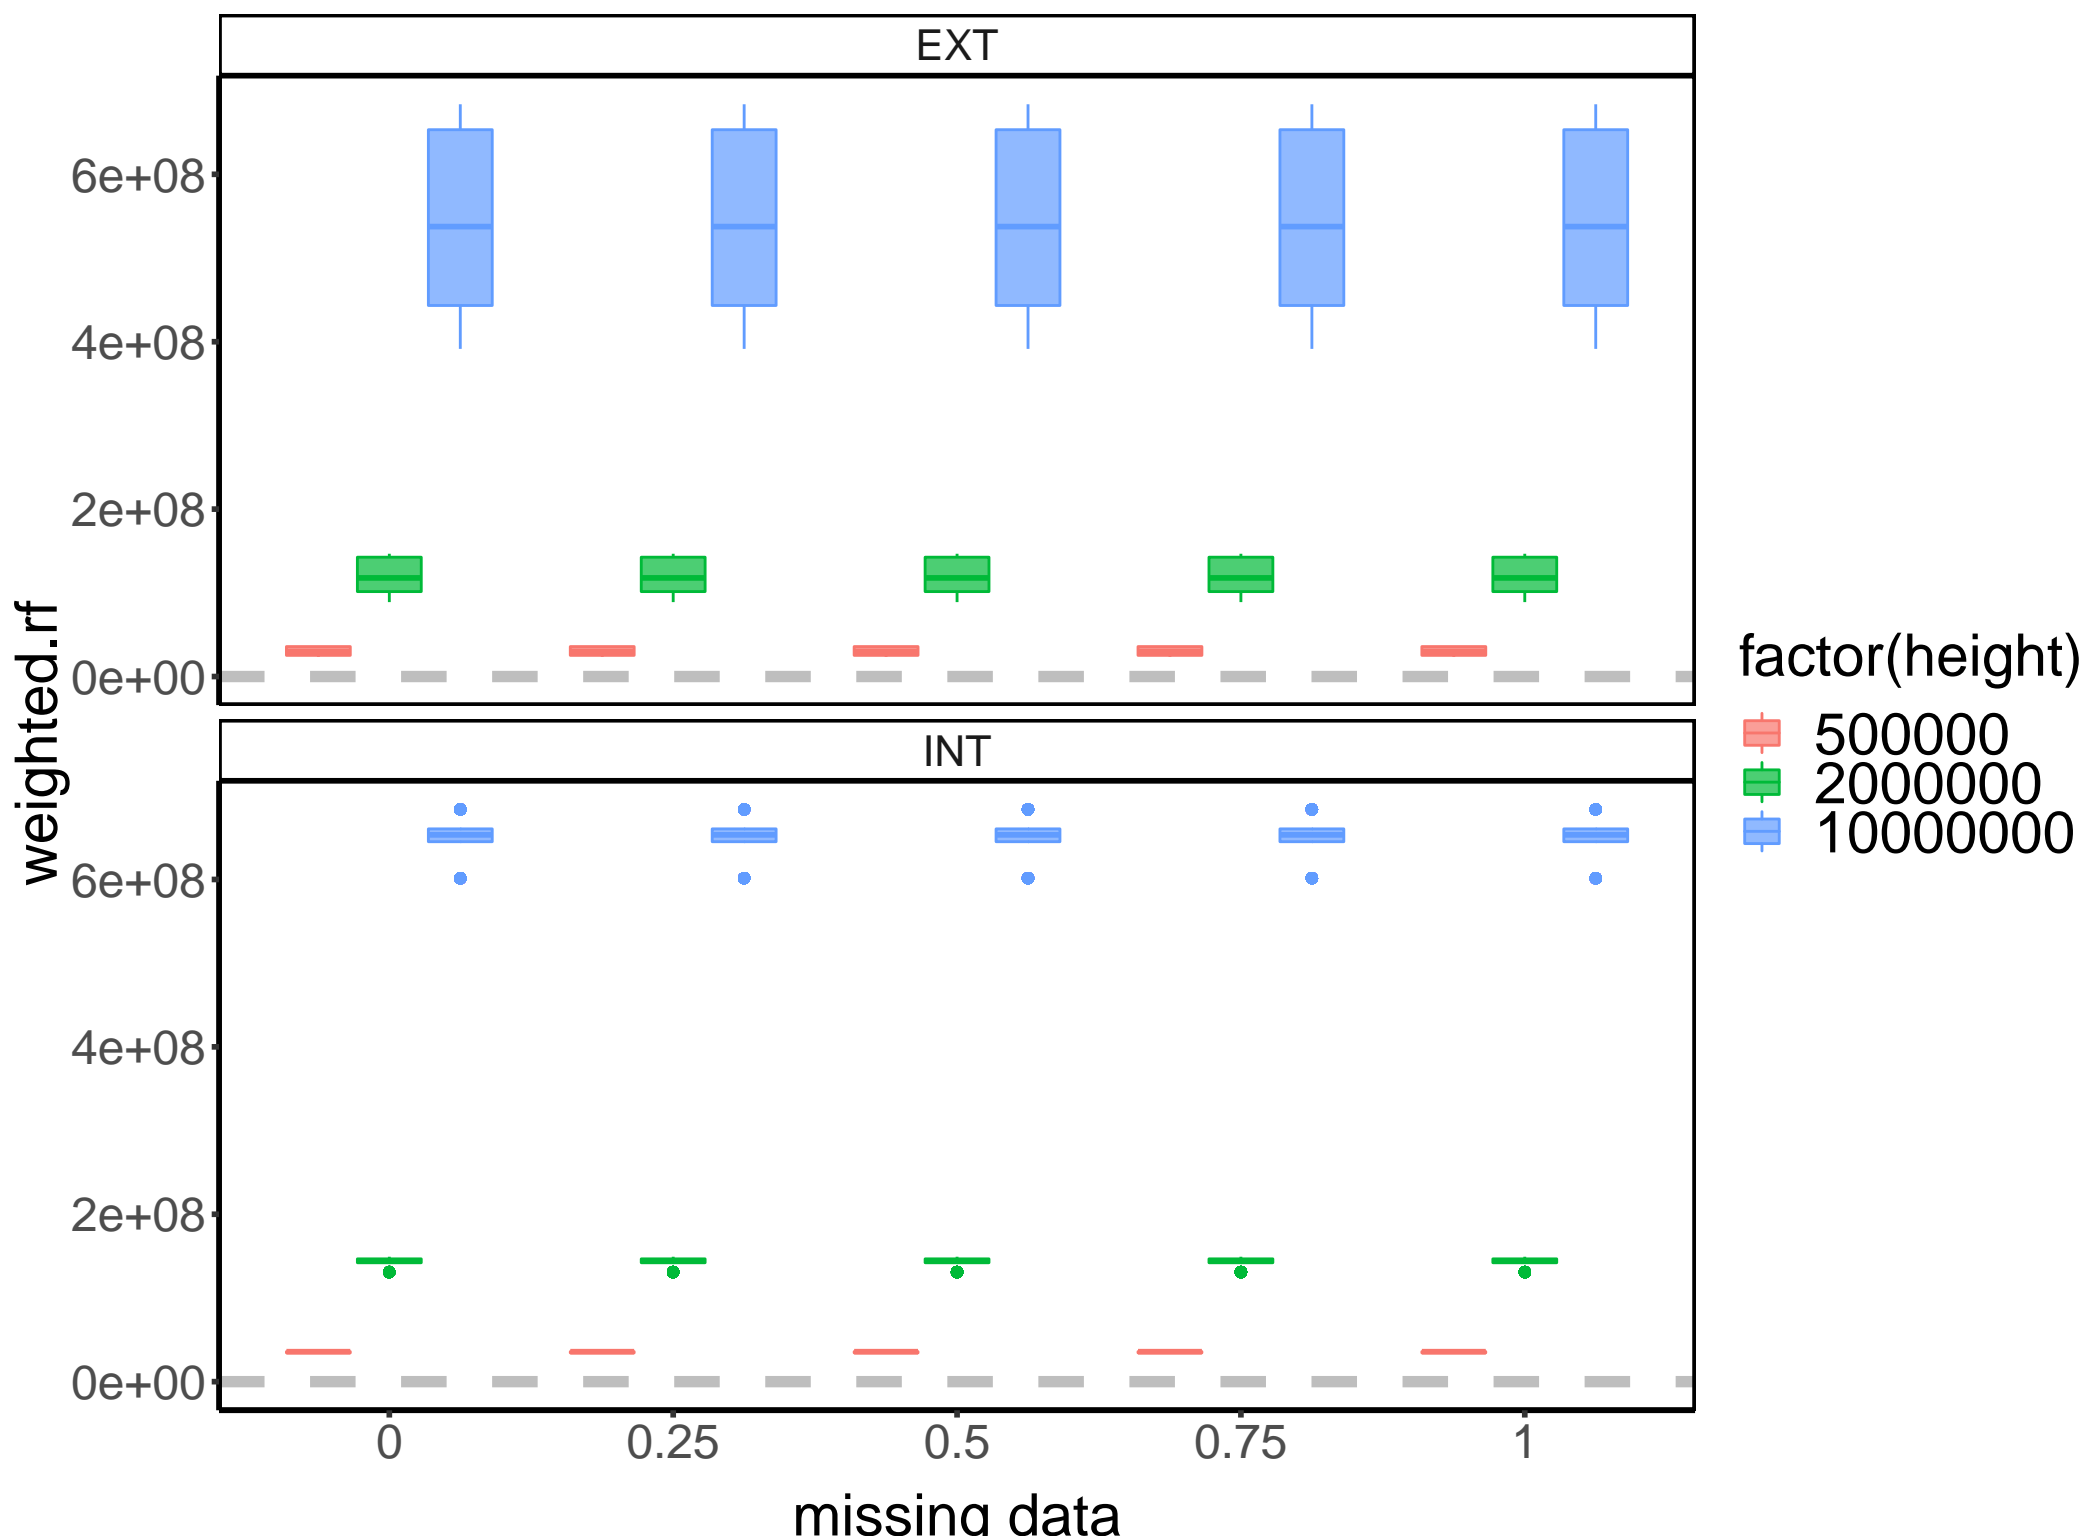 EXT
6e+08
4e+08
2e+08
0e+00
weighted.rf
INT
6e+08
4e+08
2e+08
0e+00
0 0.25 0.5 0.75 1
missing data
factor(height)
500000
2000000
10000000